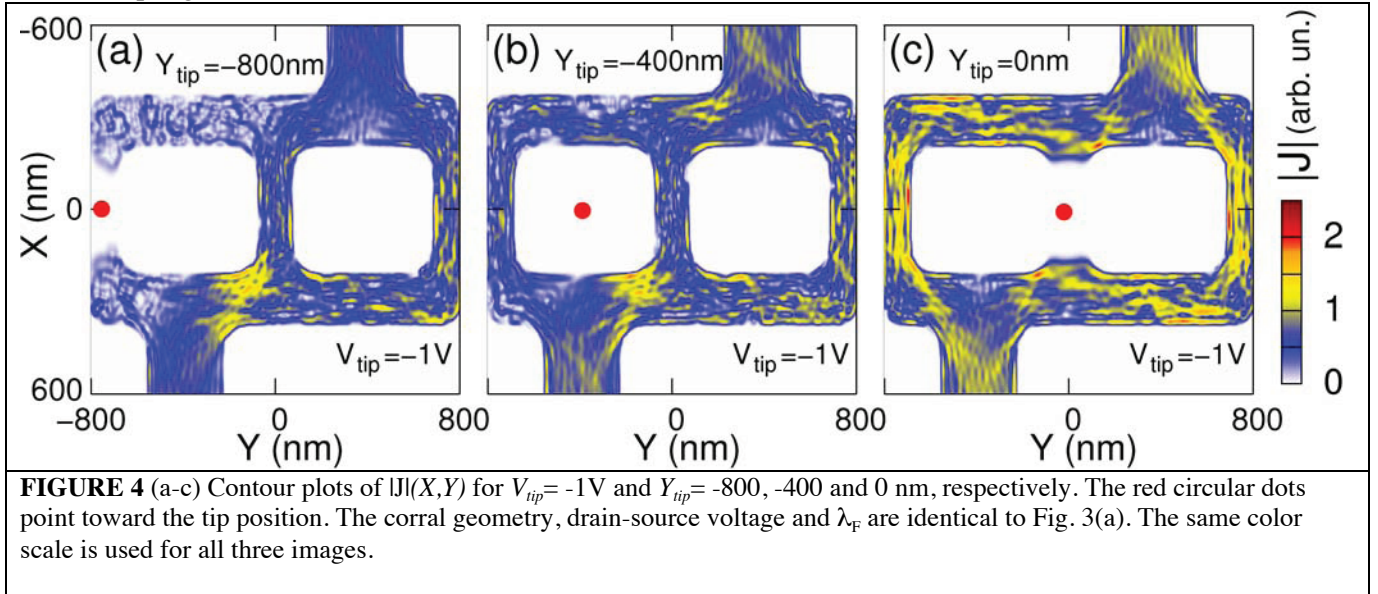 -600
0
600
X (nm)
(a) Y_tip=−800nm
V_tip=−1V
−800 0 800
Y (nm)
(b) Y_tip=−400nm
V_tip=−1V
0 800
Y (nm)
(c) Y_tip=0nm
V_tip=−1V
0 800
Y (nm)
|J| (arb. un.)
2
1
0
FIGURE 4 (a-c) Contour plots of |J|(X,Y) for V_tip= -1V and Y_tip= -800, -400 and 0 nm, respectively. The red circular dots
point toward the tip position. The corral geometry, drain-source voltage and λ_F are identical to Fig. 3(a). The same color
scale is used for all three images.